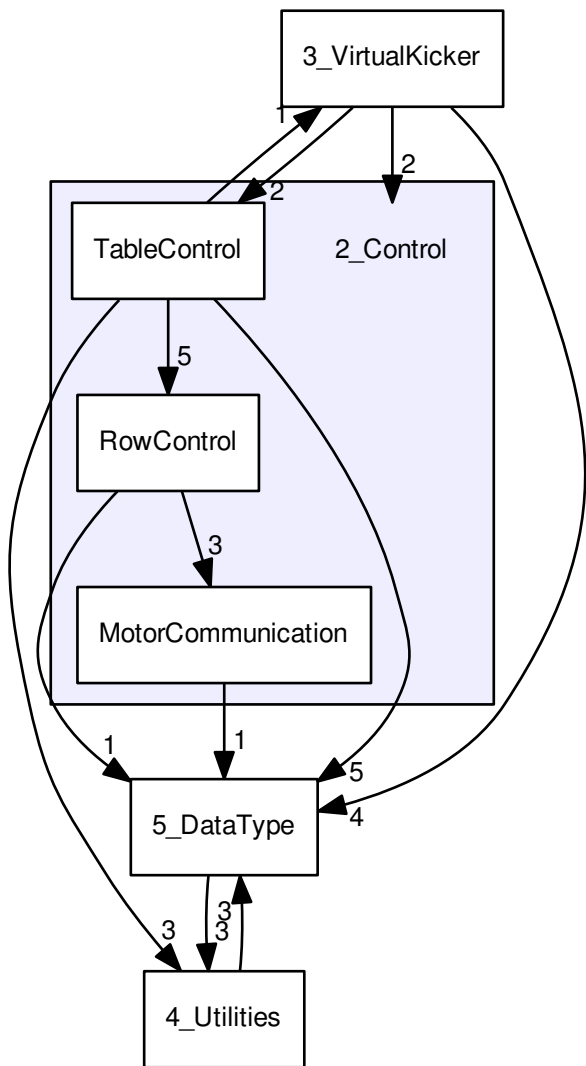 3_VirtualKicker
1
2
2
TableControl
2_Control
5
RowControl
3
MotorCommunication
1
1
5
4
5_DataType
3
3
3
4_Utilities